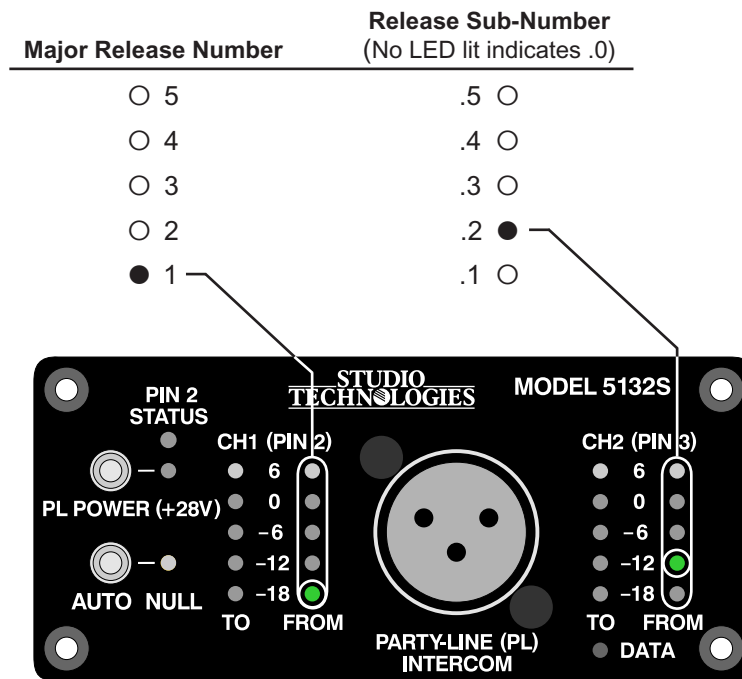 Release Sub-Number
Major Release Number (No LED lit indicates .0)
5 .5
4 .4
3 .3
2 .2
1 .1
STUDIO
TECHNOLOGIES
MODEL 5132S
PIN 2
STATUS
CH1 (PIN 2)
CH2 (PIN 3)
6 6
PL POWER (+28V) 0 0
−6 −6
−12 −12
AUTO NULL −18 −18
TO FROM TO FROM
PARTY-LINE (PL)
INTERCOM
DATA